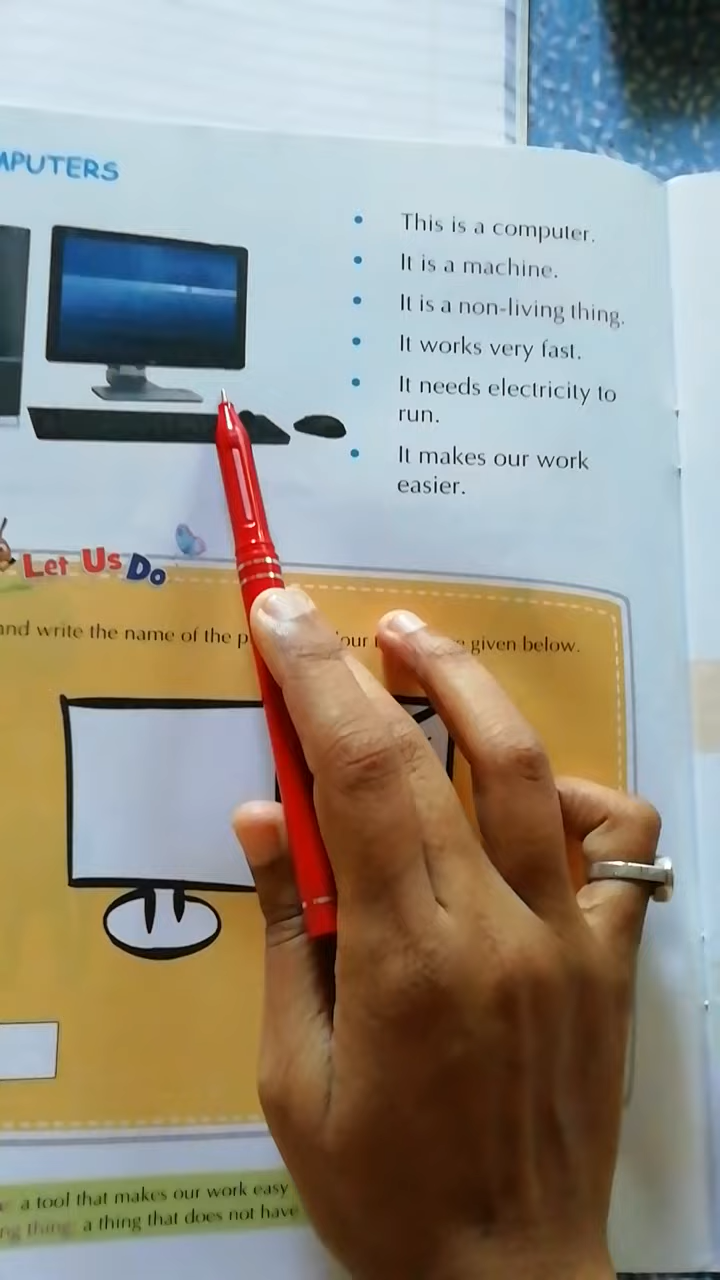 MPUTERS
• This is a computer.
• It is a machine.
• It is a non-living thing.
• It works very fast.
• It needs electricity to
run.
• It makes our work
easier.
Let Us Do
and write the name of the given below.
a tool that makes our work easy
thing: a thing that does not have